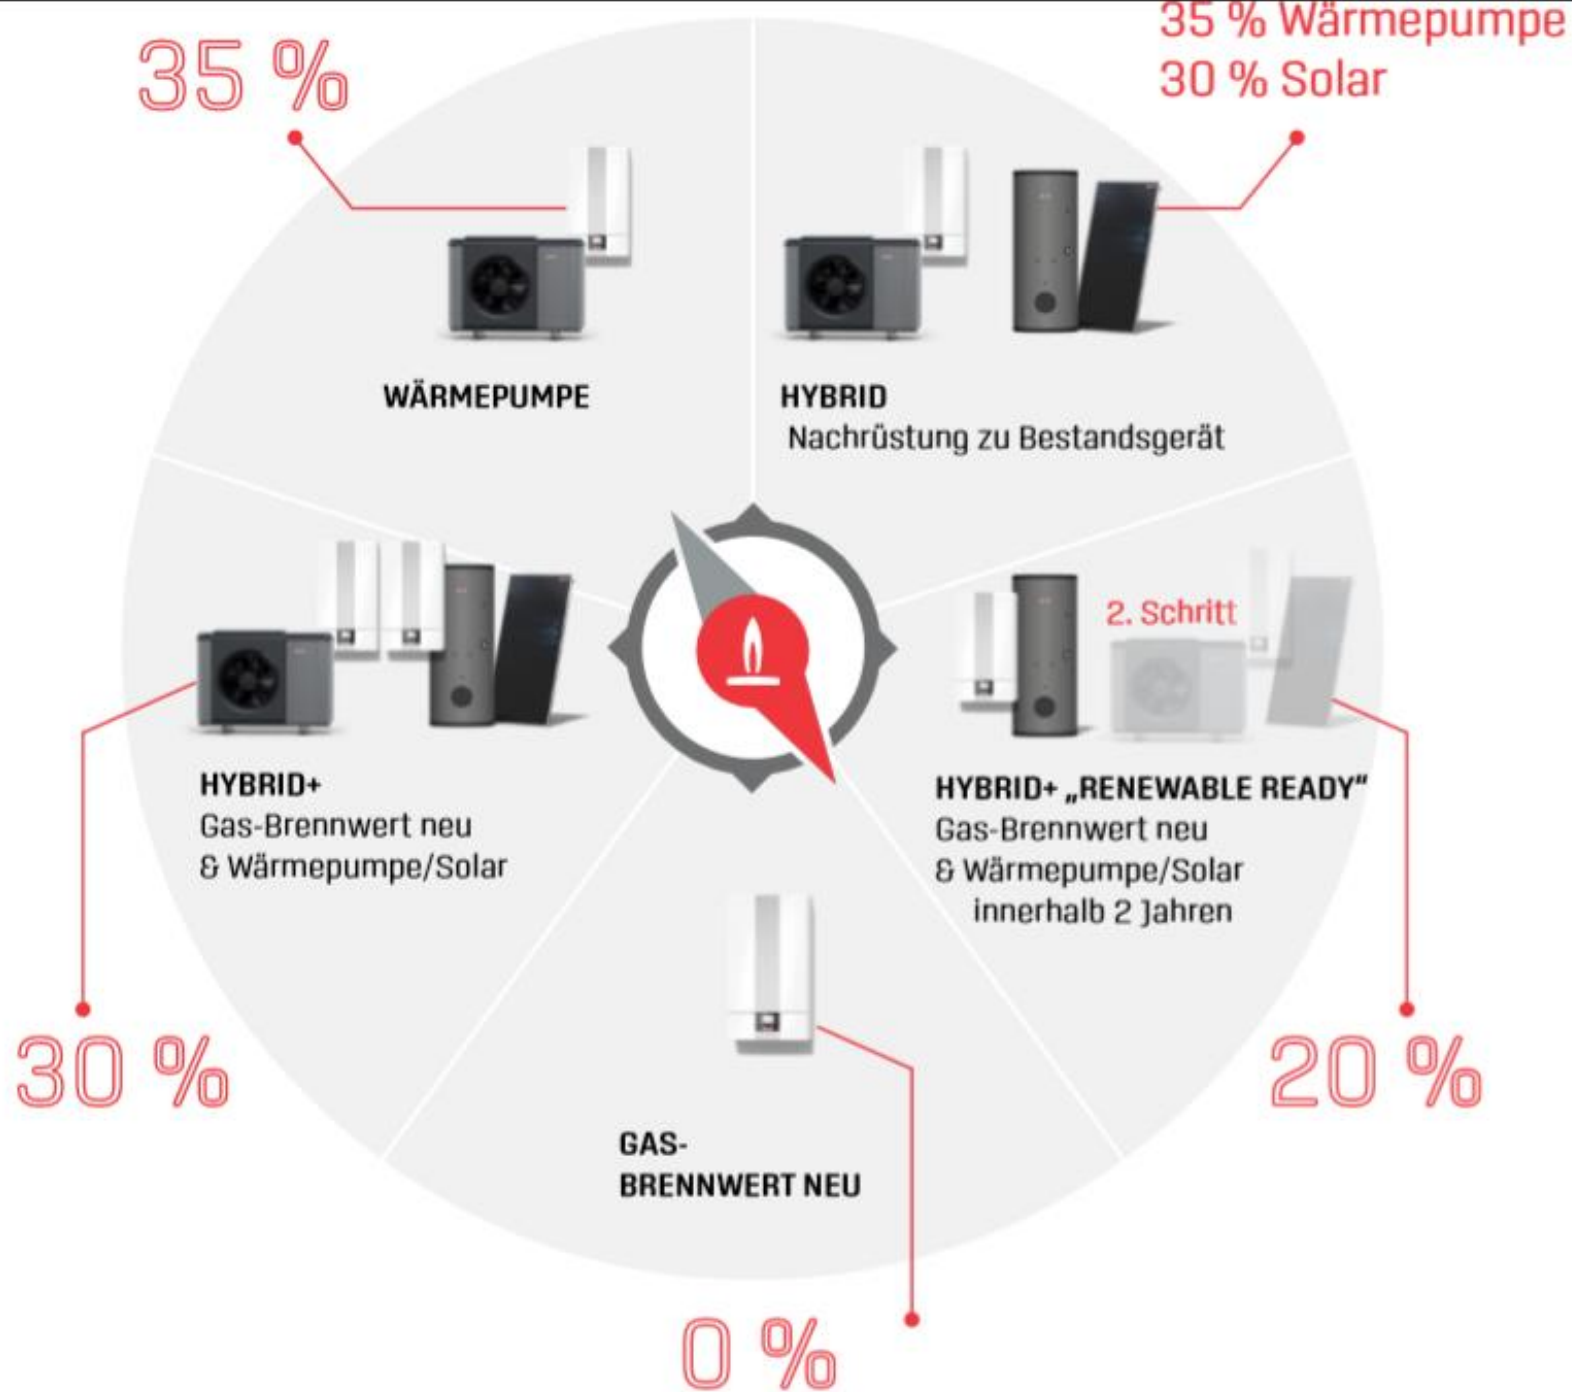 35 %
35 % Wärmepumpe
30 % Solar
WÄRMEPUMPE
HYBRID
Nachrüstung zu Bestandsgerät
2. Schritt
HYBRID+
Gas-Brennwert neu
& Wärmepumpe/Solar
HYBRID+ „RENEWABLE READY“
Gas-Brennwert neu
& Wärmepumpe/Solar
innerhalb 2 Jahren
30 %
20 %
GAS-
BRENNWERT NEU
0 %